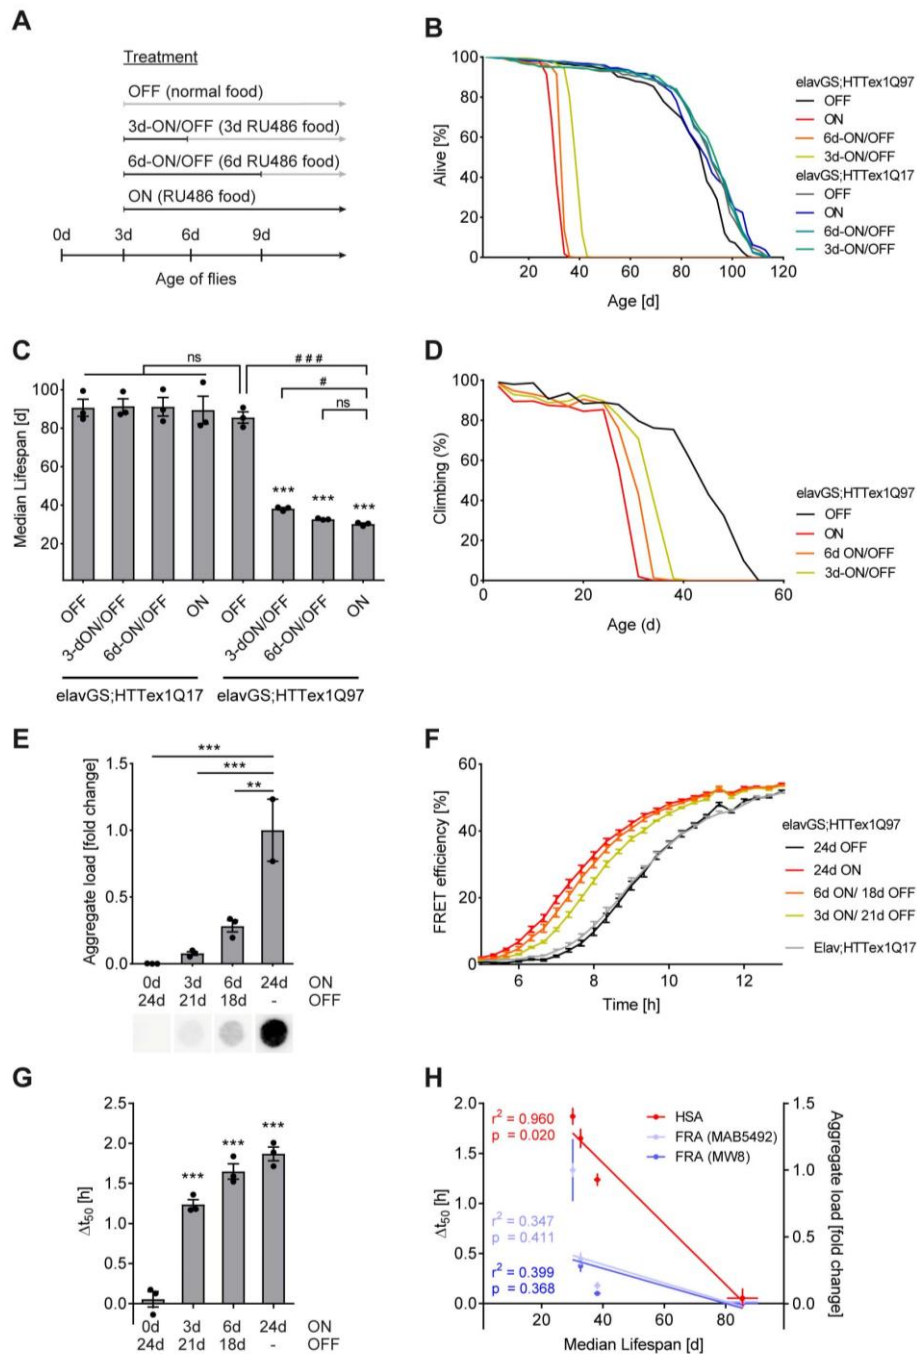 A
Treatment
OFF (normal food)
3d-ON/OFF (3d RU486 food)
6d-ON/OFF (6d RU486 food)
ON (RU486 food)
0d 3d 6d 9d
Age of flies
B
Alive [%]
100
80
60
40
20
0
20 40 60 80 100 120
Age [d]
elavGS;HTTex1Q97
OFF
ON
6d-ON/OFF
3d-ON/OFF
elavGS;HTTex1Q17
OFF
ON
6d-ON/OFF
3d-ON/OFF
C
Median Lifespan [d]
100
80
60
40
20
ns
# # #
#
ns
*** *** ***
OFF 3-dON/OFF 6d-ON/OFF ON OFF 3-dON/OFF 6d-ON/OFF ON
elavGS;HTTex1Q17 elavGS;HTTex1Q97
D
Climbing (%)
100
80
60
40
20
0
0 20 40 60
Age (d)
elavGS;HTTex1Q97
OFF
ON
6d ON/OFF
3d-ON/OFF
E
Aggregate load [fold change]
1.5
1.0
0.5
0.0
***
***
**
0d 3d 6d 24d ON
24d 21d 18d - OFF
F
FRET efficiency [%]
60
40
20
0
6 8 10 12
Time [h]
elavGS;HTTex1Q97
24d OFF
24d ON
6d ON/ 18d OFF
3d ON/ 21d OFF
Elav;HTTex1Q17
G
Δt50 [h]
2.5
2.0
1.5
1.0
0.5
0.0
*** *** ***
0d 3d 6d 24d ON
24d 21d 18d - OFF
H
Δt50 [h]
2.0
1.5
1.0
0.5
0.0
r2 = 0.960
p = 0.020
r2 = 0.347
p = 0.411
r2 = 0.399
p = 0.368
HSA
FRA (MAB5492)
FRA (MW8)
1.5
1.0
0.5
0.0
Aggregate load [fold change]
0 20 40 60 80
Median Lifespan [d]